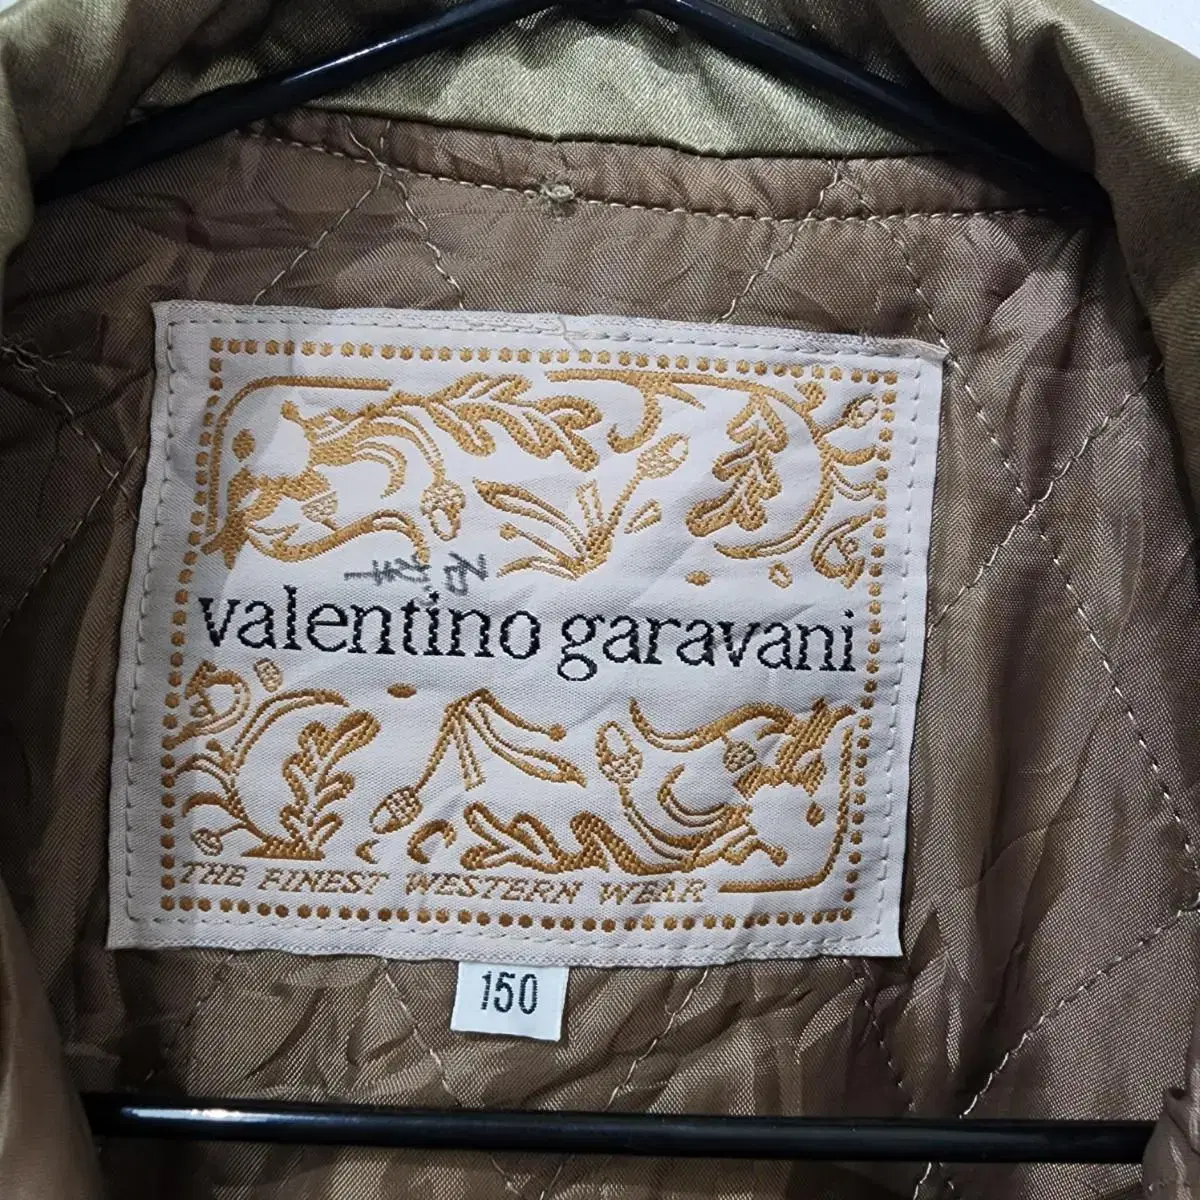 valentino garavani
THE FINEST WESTERN WEAR
150